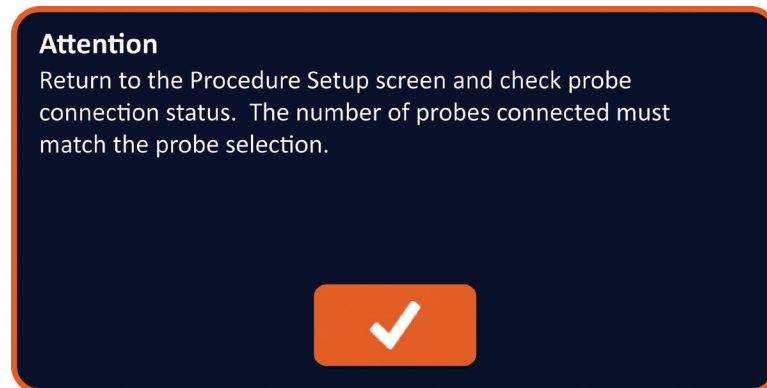 Attention
Return to the Procedure Setup screen and check probe
connection status.  The number of probes connected must
match the probe selection.